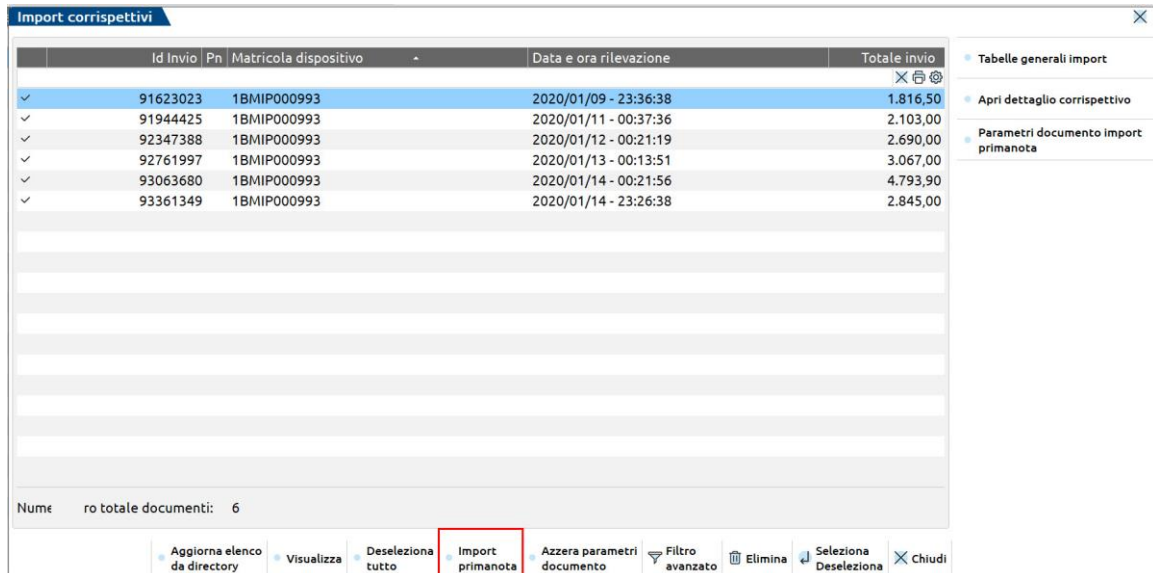 Import corrispettivi
Id Invio Pn Matricola dispositivo Data e ora rilevazione Totale invio
91623023 1BMIP000993 2020/01/09 - 23:36:38 1.816,50
91944425 1BMIP000993 2020/01/11 - 00:37:36 2.103,00
92347388 1BMIP000993 2020/01/12 - 00:21:19 2.690,00
92761997 1BMIP000993 2020/01/13 - 00:13:51 3.067,00
93063680 1BMIP000993 2020/01/14 - 00:21:56 4.793,90
93361349 1BMIP000993 2020/01/14 - 23:26:38 2.845,00
Tabelle generali import
Apri dettaglio corrispettivo
Parametri documento import
primanota
Nume ro totale documenti: 6
Aggiorna elenco
da directory
Visualizza
Deseleziona
tutto
Import
primanota
Azzera parametri
documento
Filtro
avanzato
Elimina
Seleziona
Deseleziona
Chiudi